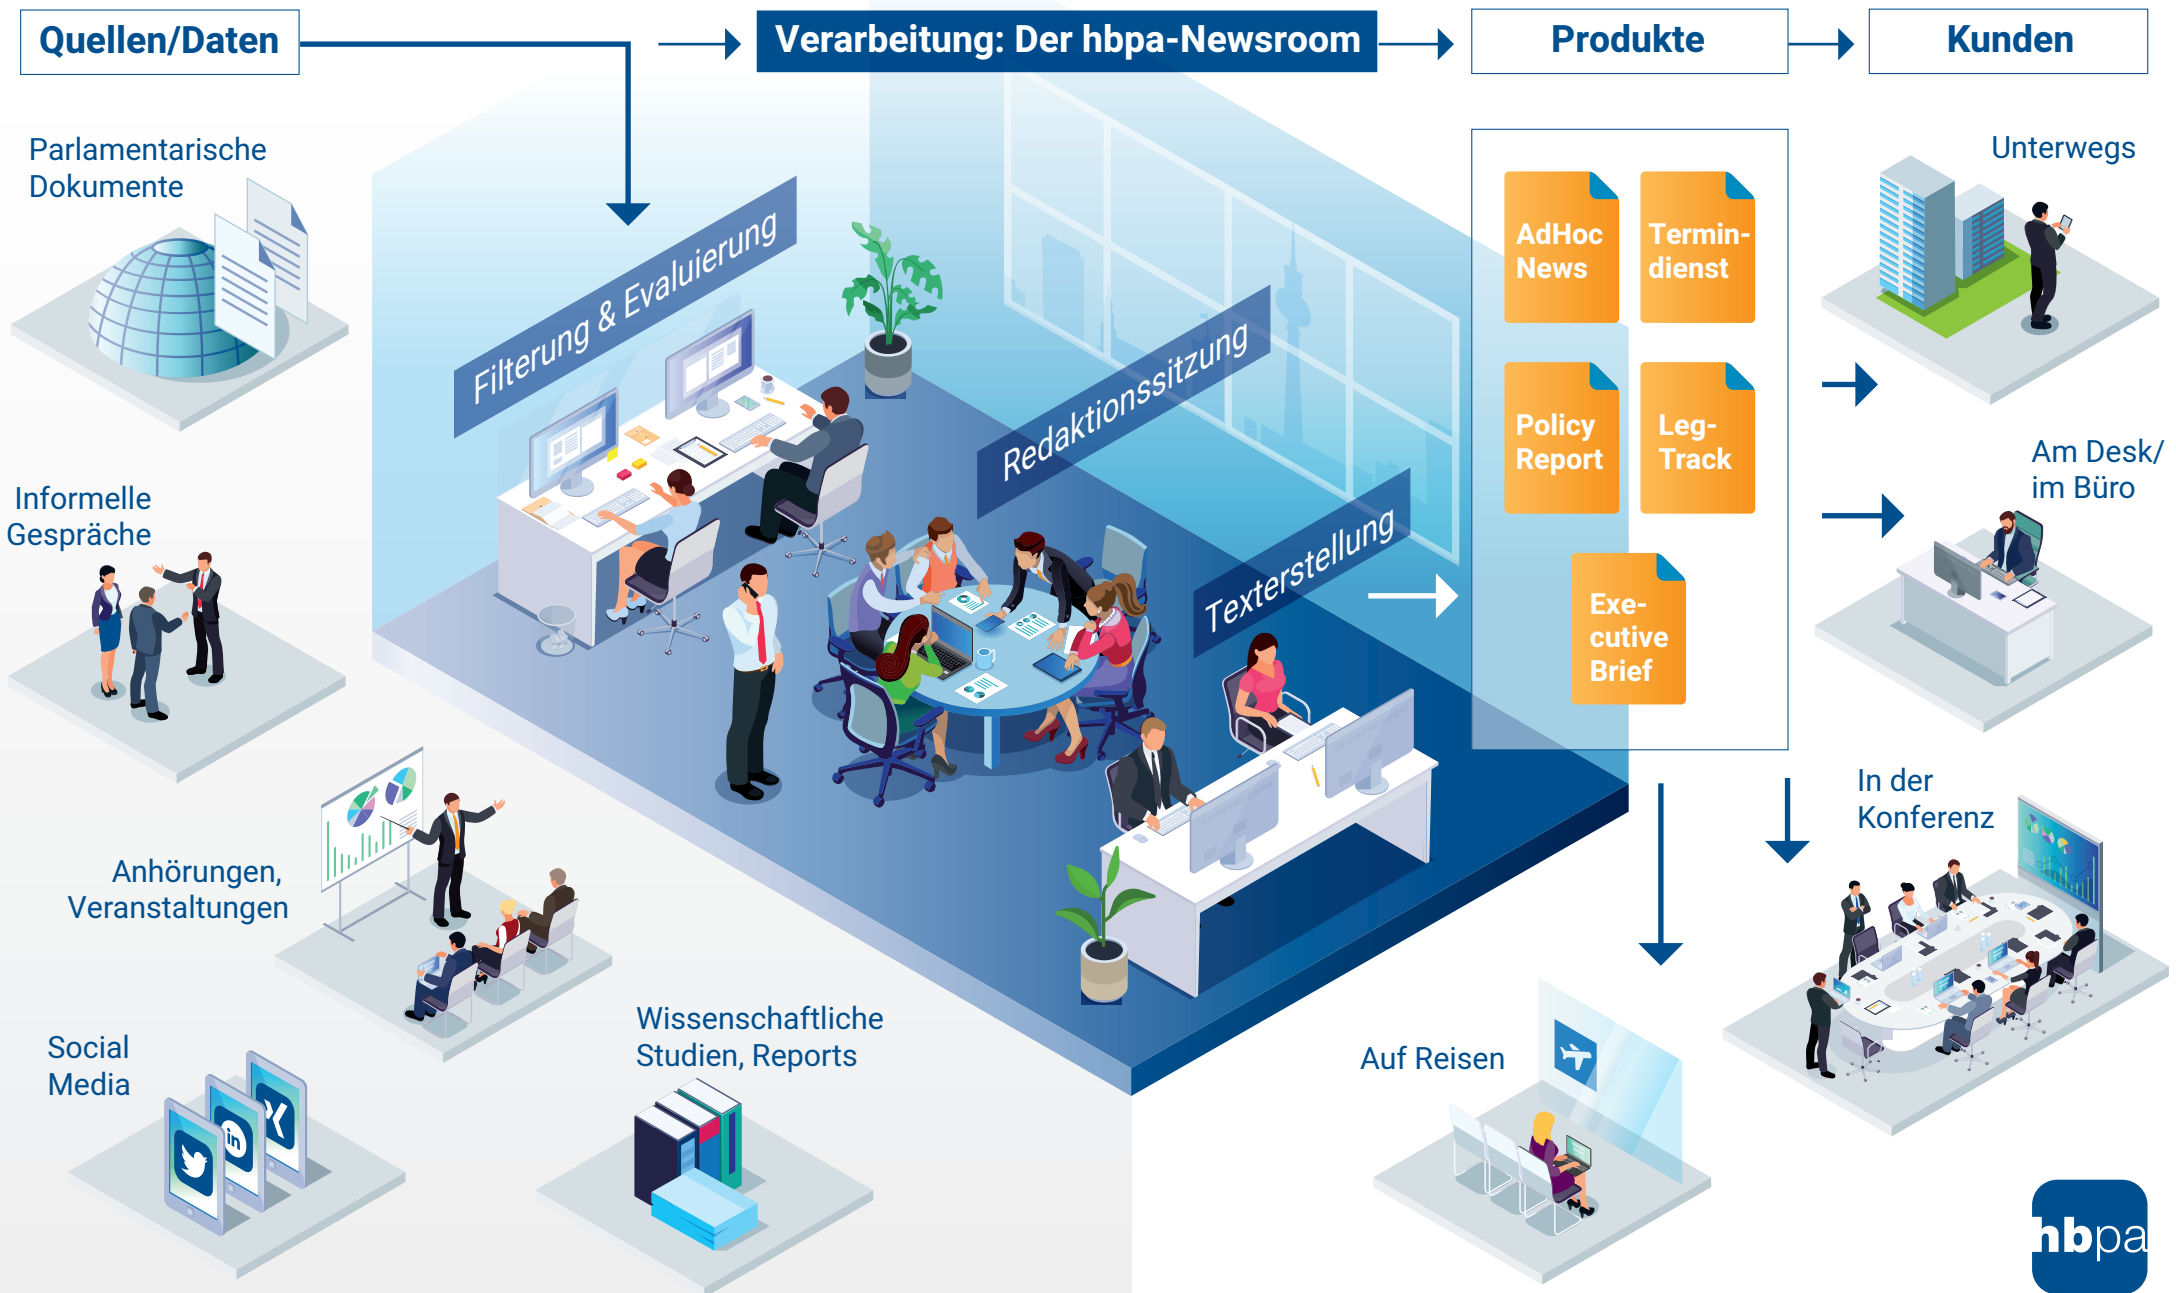 Quellen/Daten
Verarbeitung: Der hbpa-Newsroom
Produkte
Kunden
Parlamentarische
Dokumente
Informelle
Gespräche
Anhörungen,
Veranstaltungen
Social
Media
in
Wissenschaftliche
Studien, Reports
Filterung & Evaluierung
Redaktionssitzung
Texterstellung
AdHoc
News
Termin-
dienst
Policy
Report
Leg-
Track
Exe-
cutive
Brief
Unterwegs
Am Desk/
im Büro
In der
Konferenz
Auf Reisen
hbpa